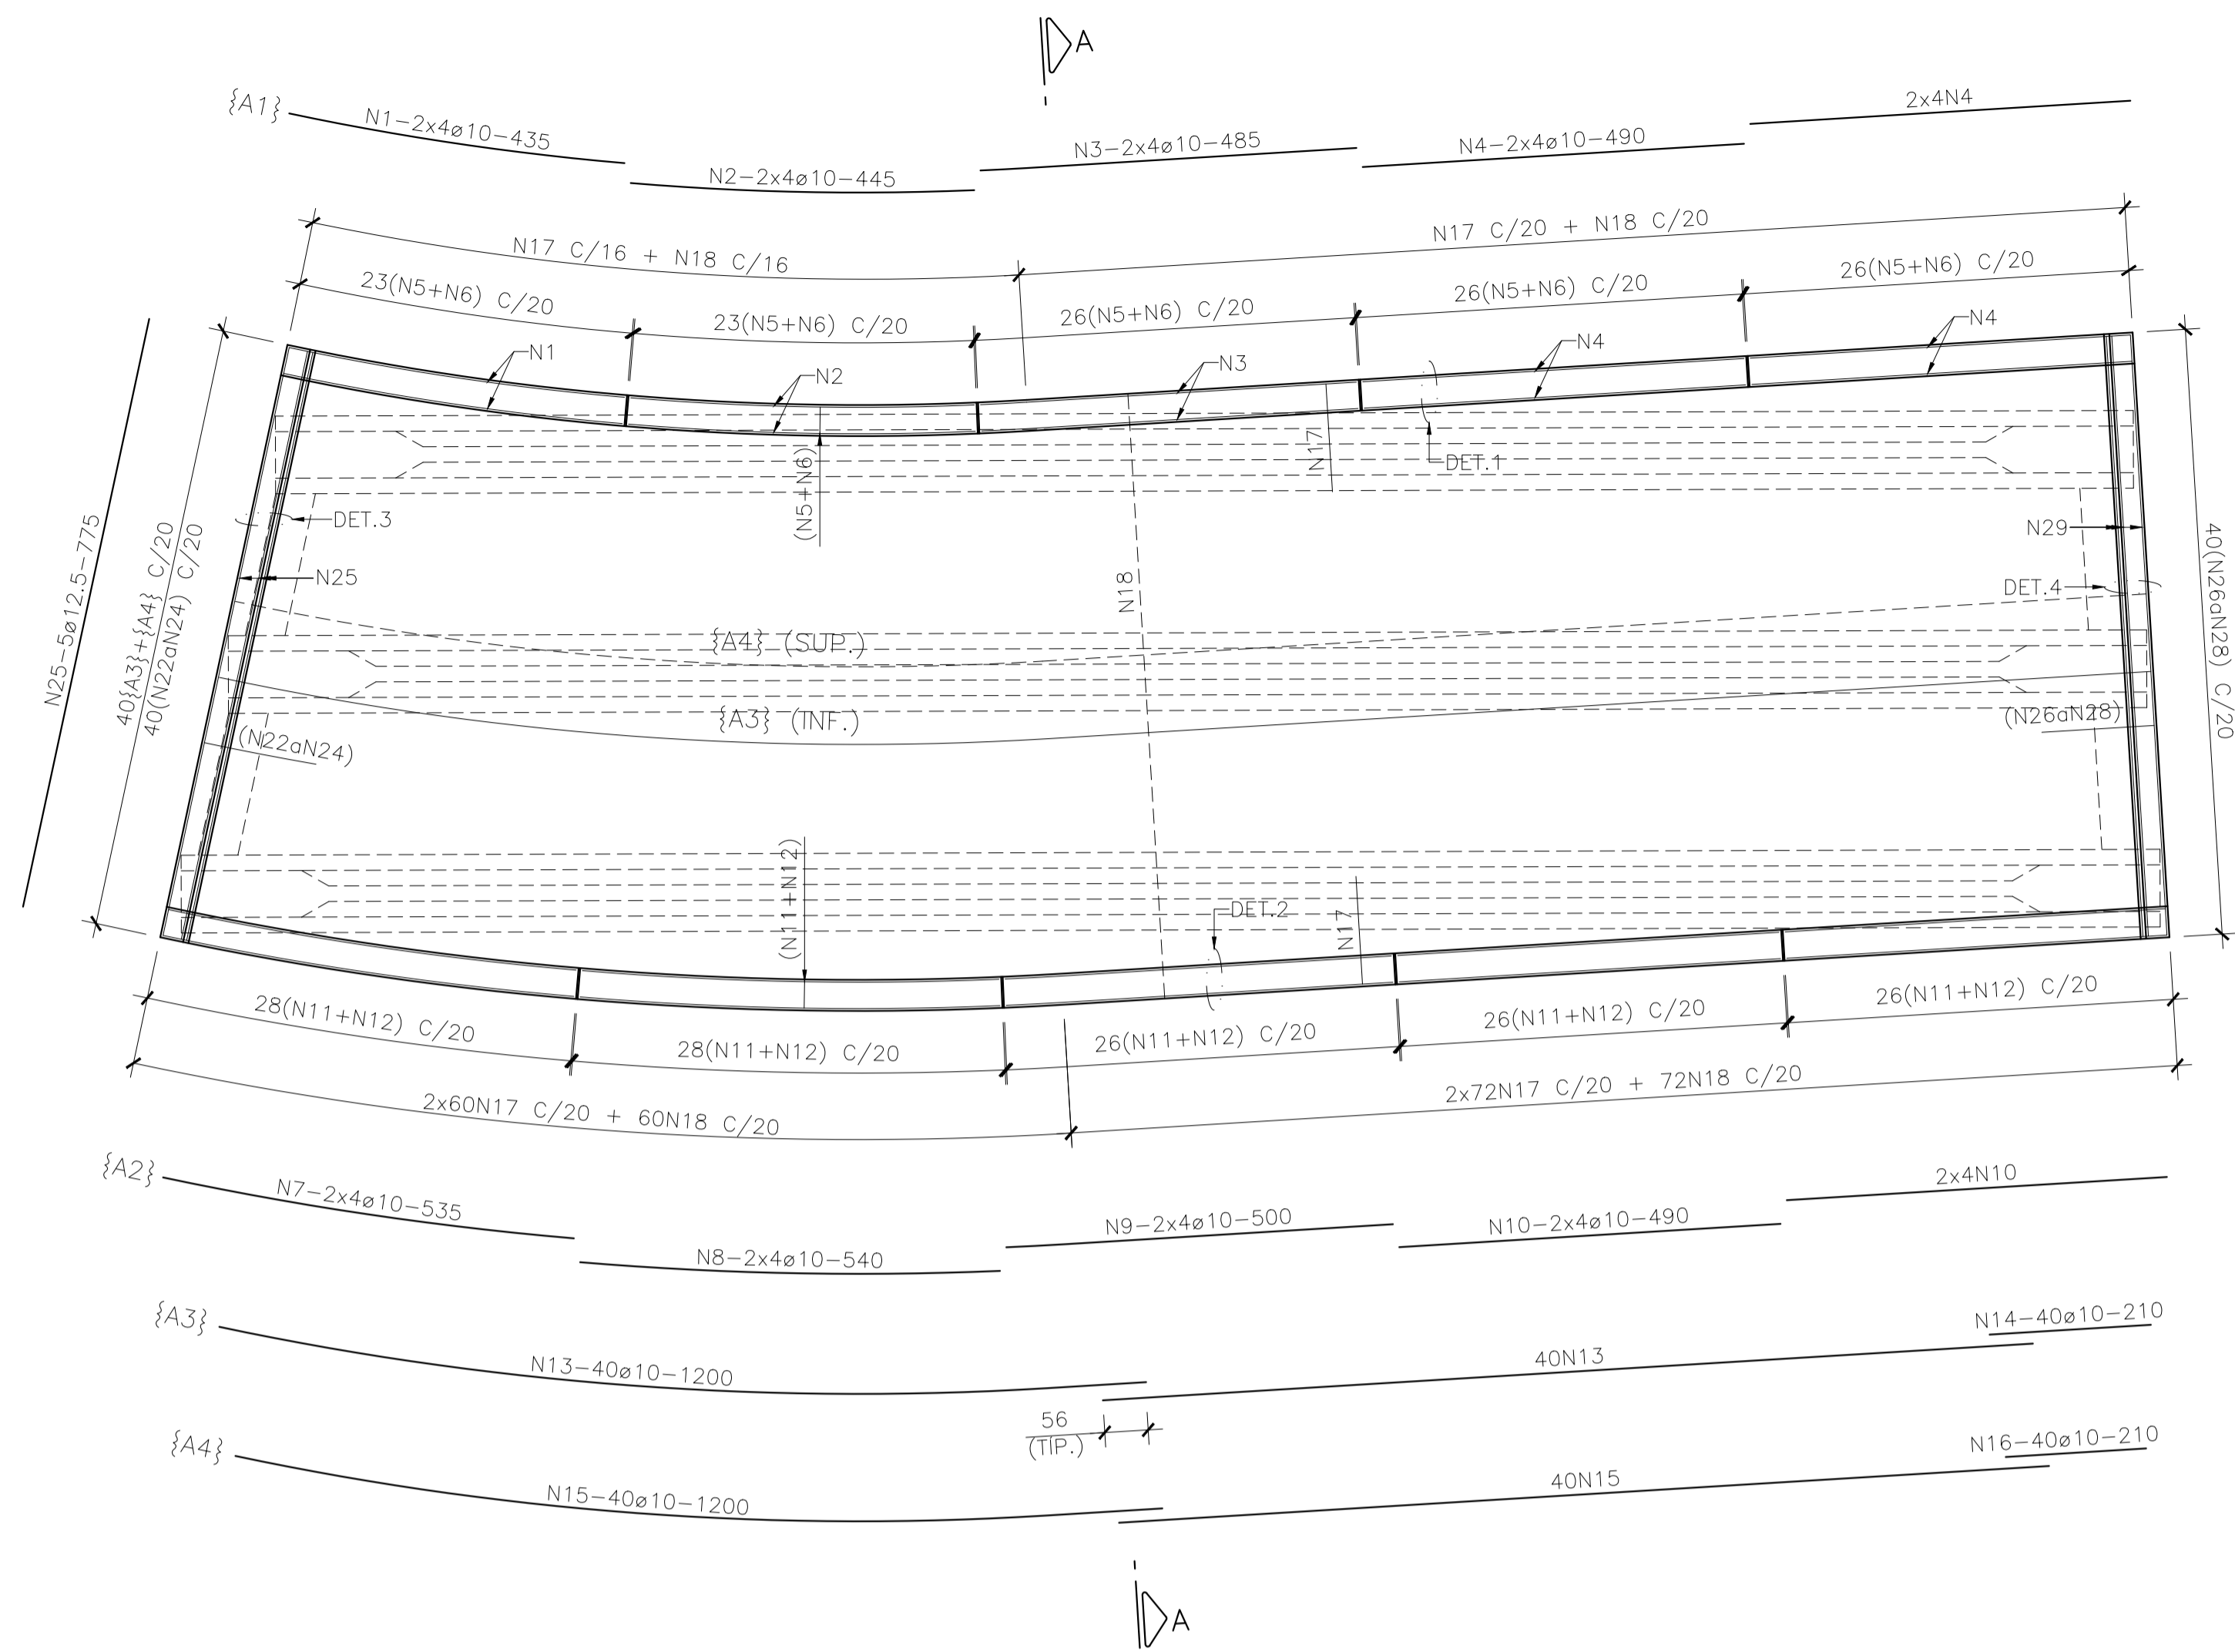 A
{A1}
N1-2x4ø10-435
N2-2x4ø10-445
N3-2x4ø10-485
N4-2x4ø10-490
2x4N4
N17 C/16 + N18 C/16
N17 C/20 + N18 C/20
23(N5+N6) C/20
23(N5+N6) C/20
26(N5+N6) C/20
26(N5+N6) C/20
26(N5+N6) C/20
N1
N2
N3
N4
N4
(N5+N6)
N17
DET.1
DET.3
N29
N25
N18
DET.4
N25-5ø12.5-775
40{A3}+{A4} C/20
40(N22aN24) C/20
40(N26aN28) C/20
{A4} (SUP.)
{A3} (INF.)
(N22aN24)
(N26aN28)
(N11+N12)
DET.2
N17
28(N11+N12) C/20
28(N11+N12) C/20
26(N11+N12) C/20
26(N11+N12) C/20
26(N11+N12) C/20
2x60N17 C/20 + 60N18 C/20
2x72N17 C/20 + 72N18 C/20
{A2}
N7-2x4ø10-535
N8-2x4ø10-540
N9-2x4ø10-500
N10-2x4ø10-490
2x4N10
{A3}
N13-40ø10-1200
40N13
N14-40ø10-210
56
(TIP.)
{A4}
N15-40ø10-1200
40N15
N16-40ø10-210
A